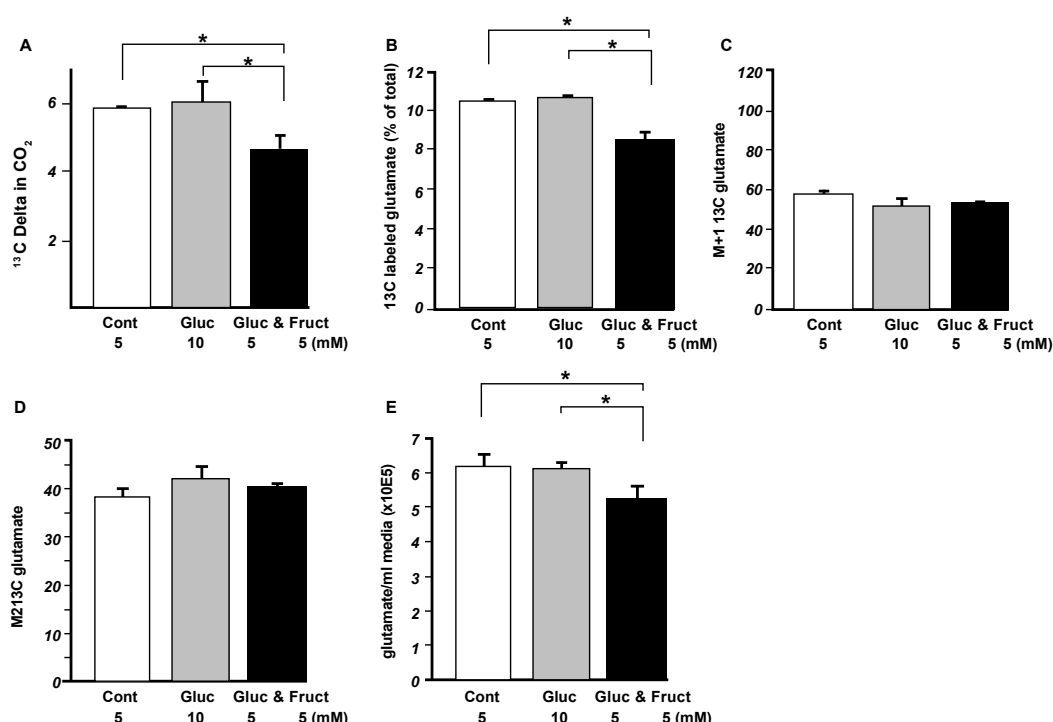 A
*
*
13C Delta in CO2
6
4
2
Cont Gluc Gluc & Fruct
5 10 5 5 (mM)
B
*
*
13C labeled glutamate (% of total)
12
10
8
6
4
2
0
Cont Gluc Gluc & Fruct
5 10 5 5 (mM)
C
M+1 13C glutamate
120
100
80
60
40
20
0
Cont Gluc Gluc & Fruct
5 10 5 5 (mM)
D
M213C glutamate
50
40
30
20
10
0
Cont Gluc Gluc & Fruct
5 10 5 5 (mM)
E
*
*
glutamate/ml media (x10E5)
7
6
5
4
3
2
1
0
Cont Gluc Gluc & Fruct
5 10 5 5 (mM)